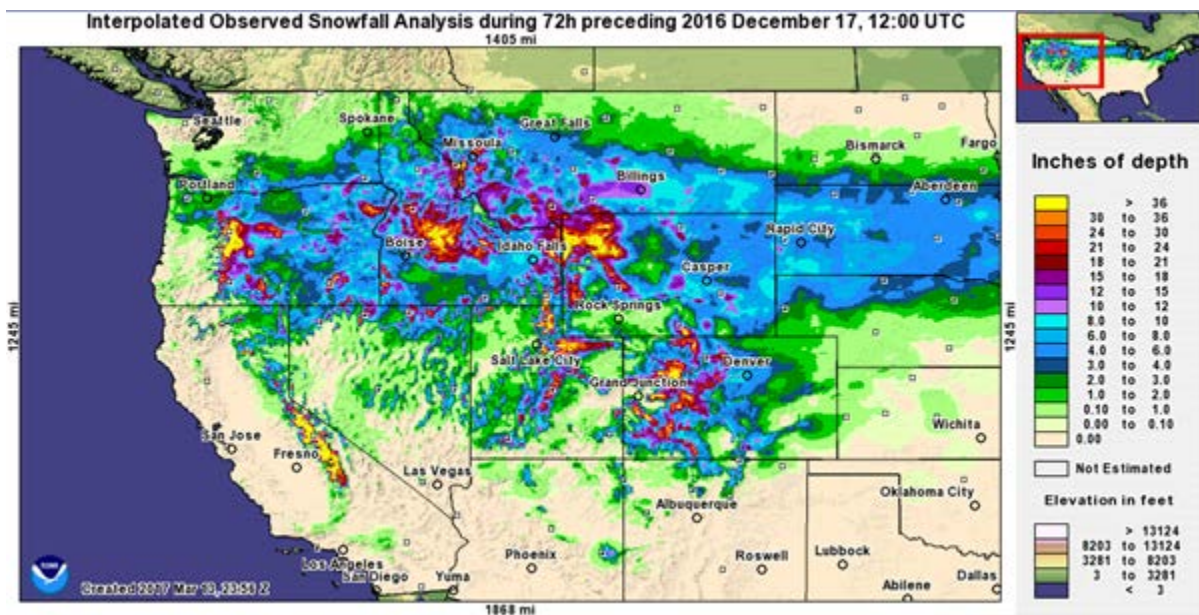 Interpolated Observed Snowfall Analysis during 72h preceding 2016 December 17, 12:00 UTC
1405 mi
Seattle
Spokane
Great Falls
Missoula
Bismarck
Fargo
Portland
Billings
Aberdeen
Boise
Idaho Falls
Rapid City
Casper
Rock Springs
1245 mi
1245 mi
Salt Lake City
Denver
Grand Junction
San Jose
Fresno
Las Vegas
Wichita
Albuquerque
Oklahoma City
Los Angeles
Phoenix
Roswell
Lubbock
San Diego
Yuma
Abilene
Dallas
Created 2017 Mar 13, 23:56 Z
1868 mi
Inches of depth
> 36
30 to 36
24 to 30
21 to 24
18 to 21
15 to 18
12 to 15
10 to 12
8.0 to 10
6.0 to 8.0
4.0 to 6.0
3.0 to 4.0
2.0 to 3.0
1.0 to 2.0
0.10 to 1.0
0.00 to 0.10
0.00
Not Estimated
Elevation in feet
> 13124
8203 to 13124
3281 to 8203
3 to 3281
< 3